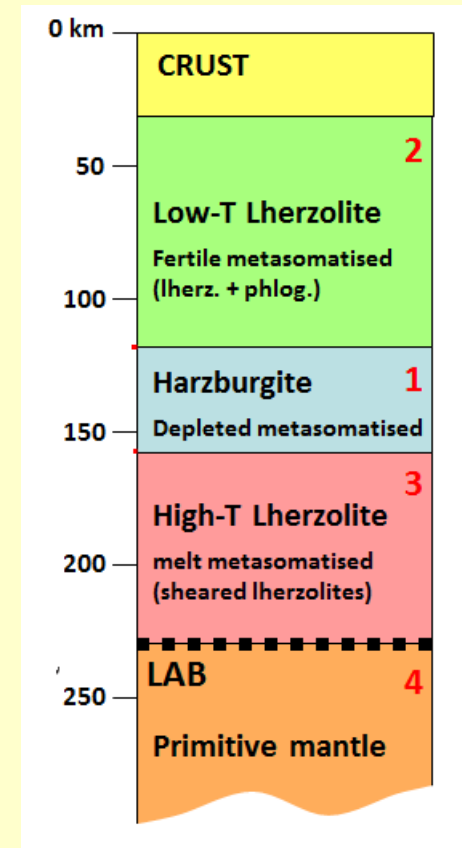 0 km
CRUST
2
50
Low-T Lherzolite
Fertile metasomatised
(lherz. + phlog.)
100
Harzburgite
1
Depleted metasomatised
150
3
High-T Lherzolite
melt metasomatised
(sheared lherzolites)
200
LAB
4
250
Primitive mantle